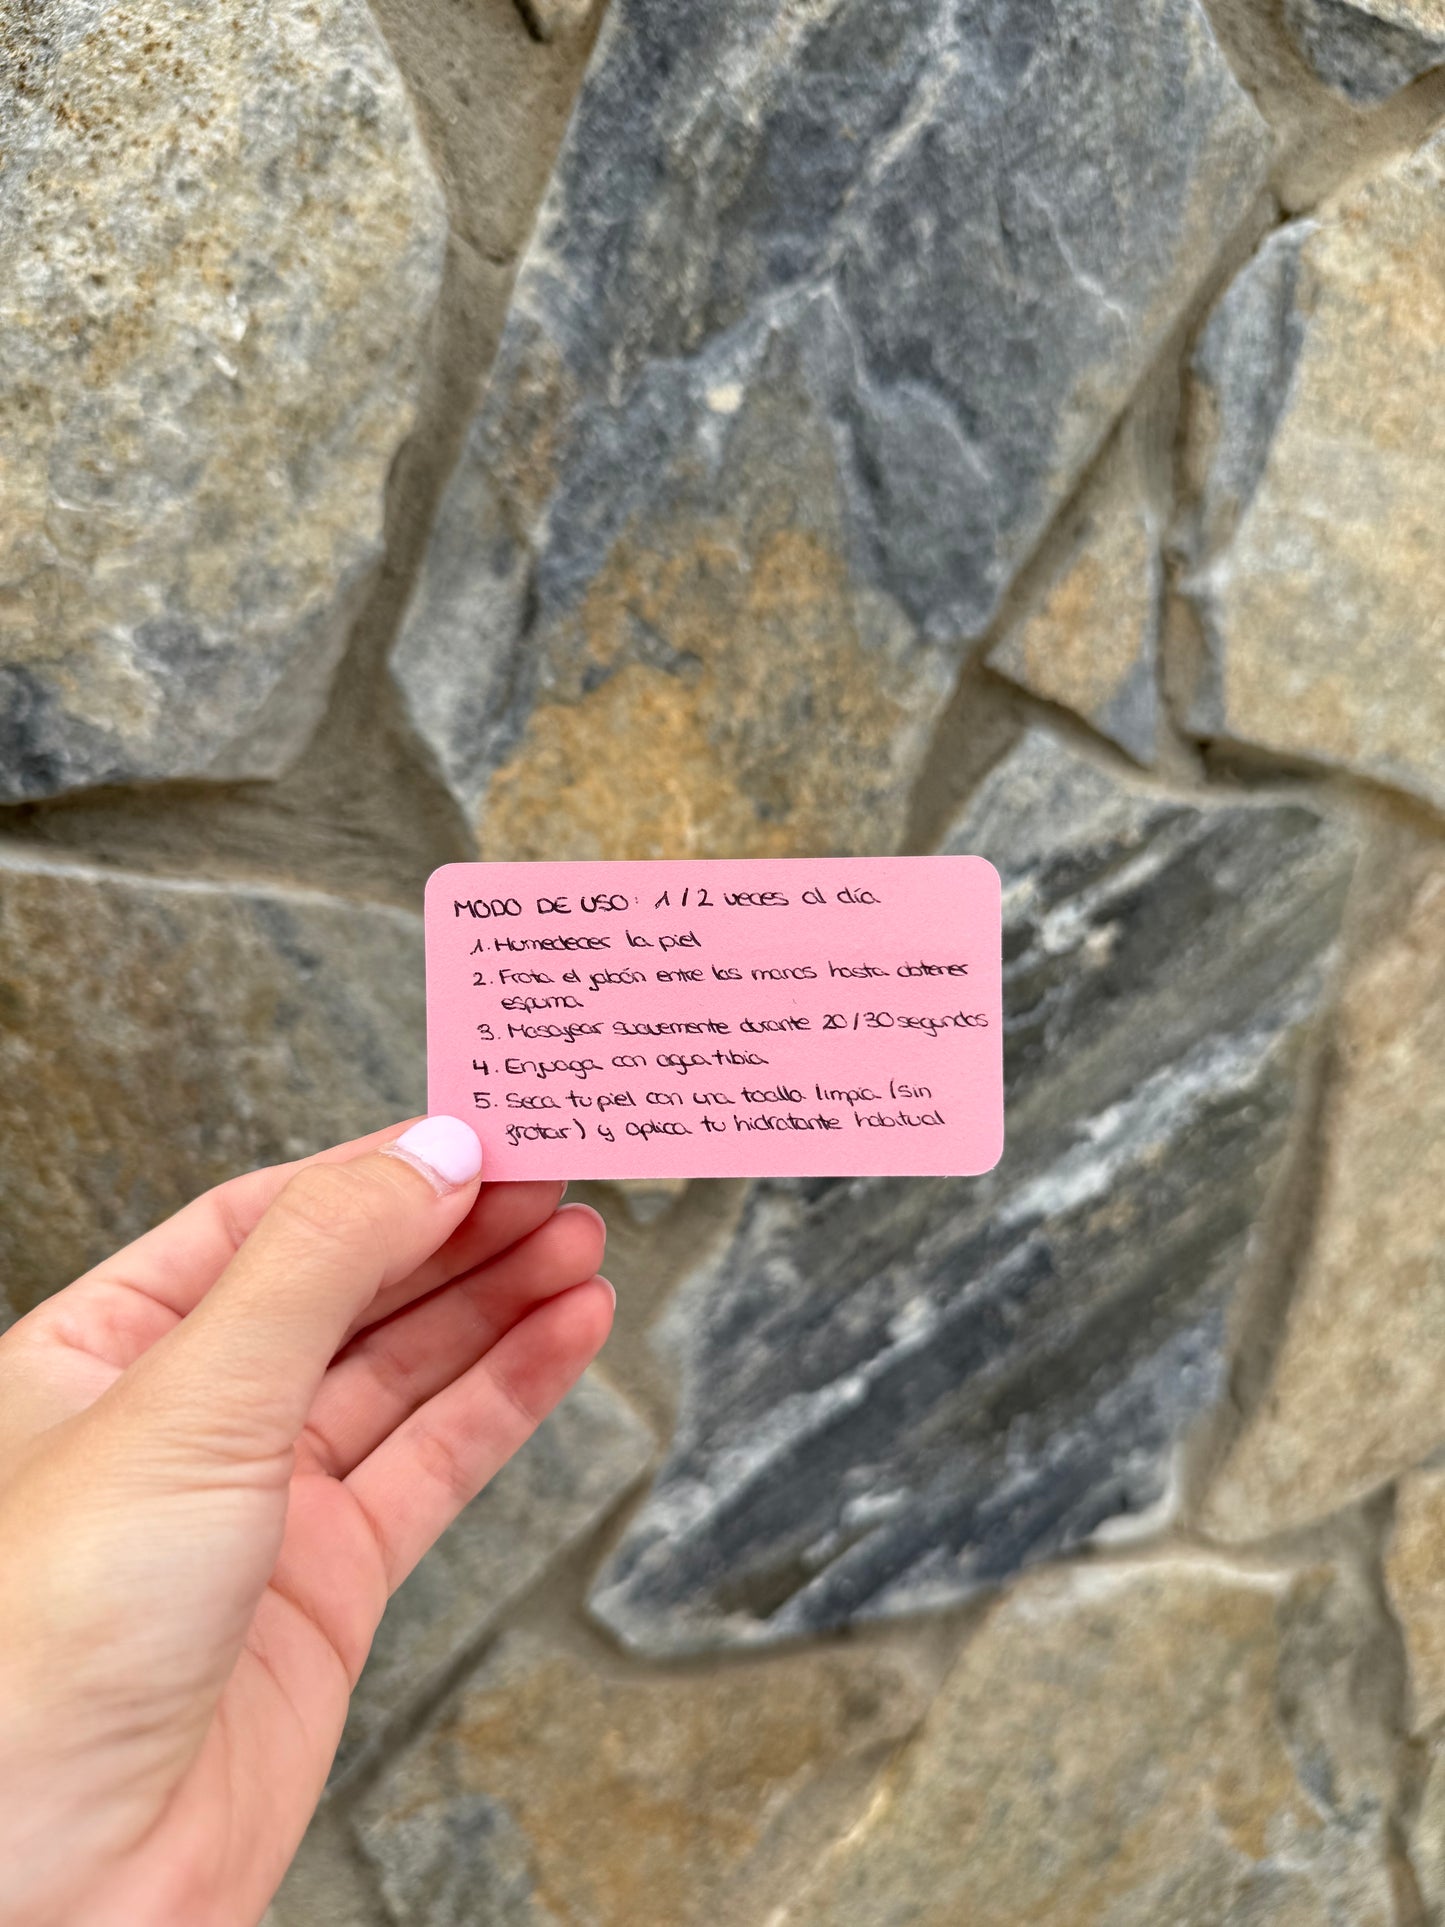 MODO DE USO: 1/2 veces al día
1. Humedecer la piel
2. Frota el jabón entre las manos hasta obtener
espuma
3. Masajear suavemente durante 20/30 segundos
4. Enjuaga con agua tibia
5. Seca tu piel con una toalla limpia (sin
frotar) y aplica tu hidratante habitual